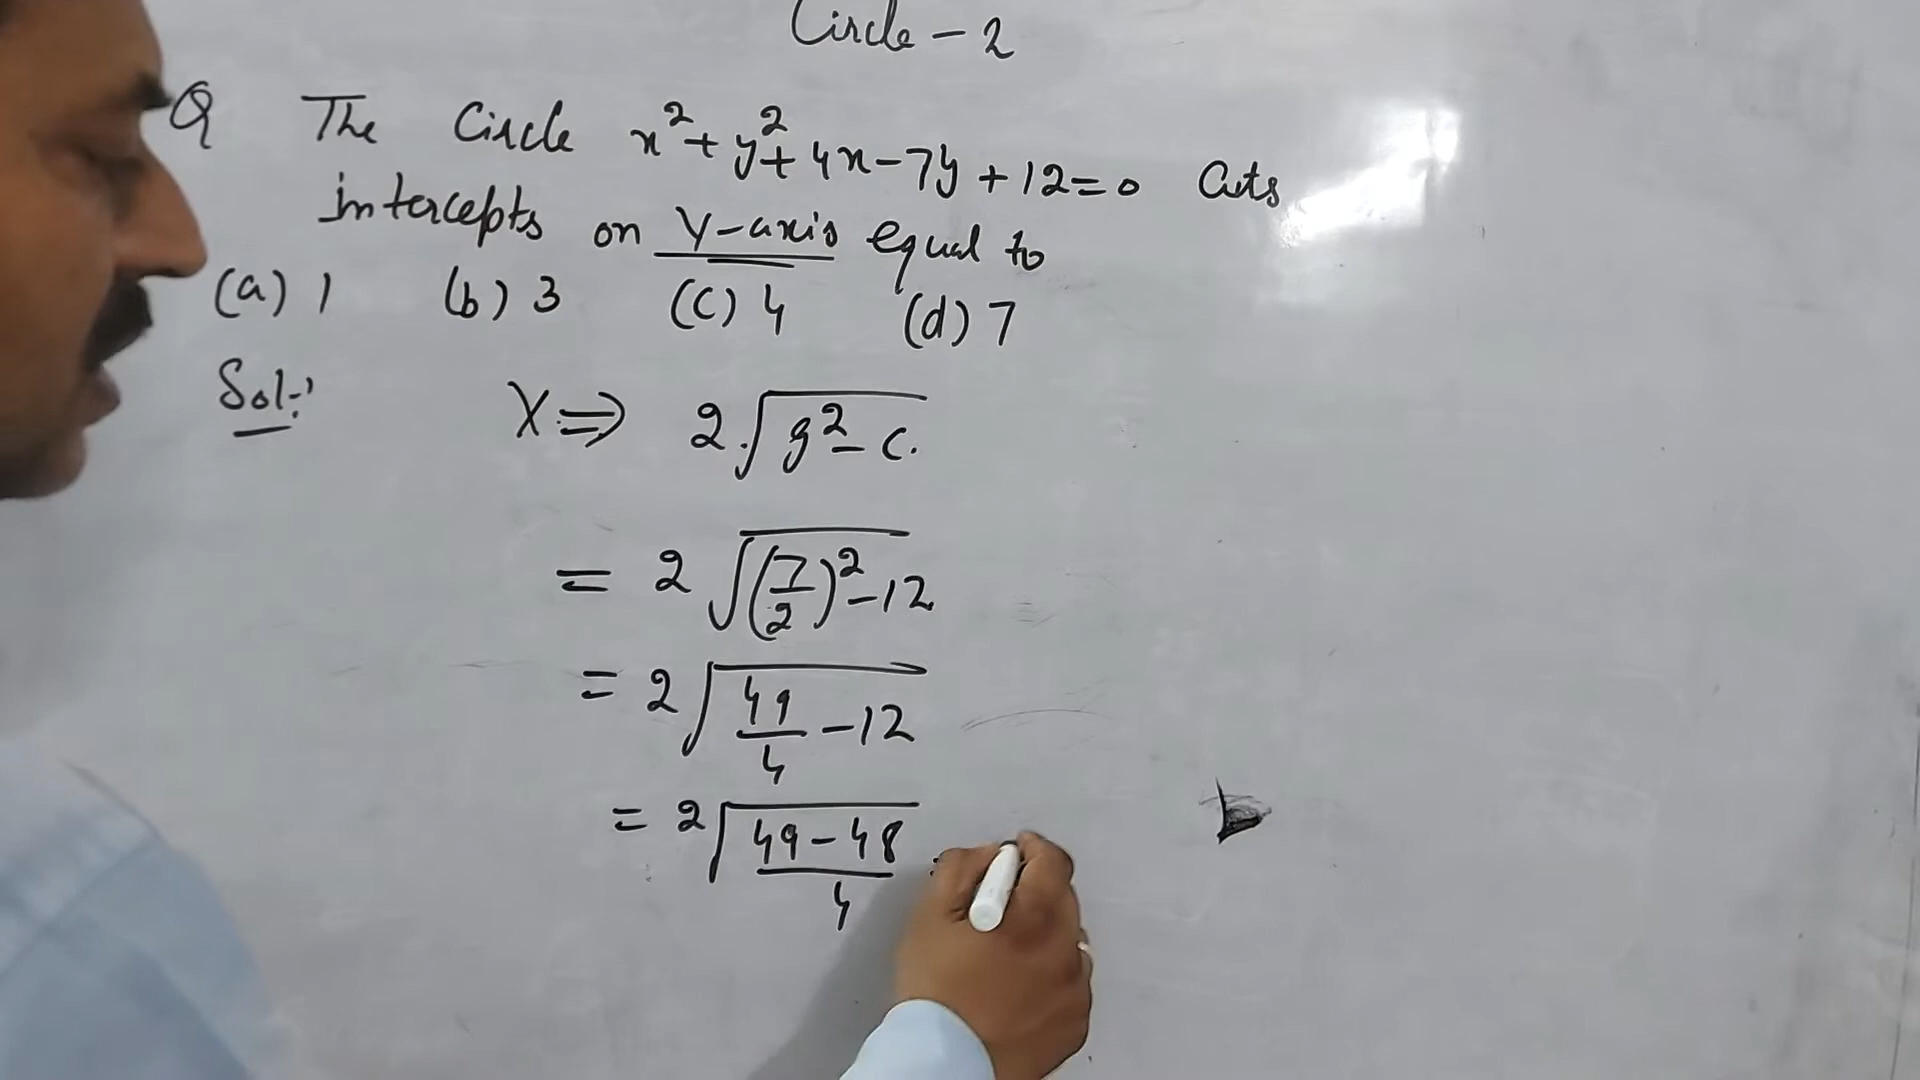 Circle - 2
Q The Circle x²+y²+4x-7y+12=0 Cuts
intercepts on Y-axis equal to
(a) 1 (b) 3 (c) 4 (d) 7
Sol:-
X ⇒ 2√(g²-c.)
= 2√((7/2)²-12)
= 2√(49/4-12)
= 2√((49-48)/4)